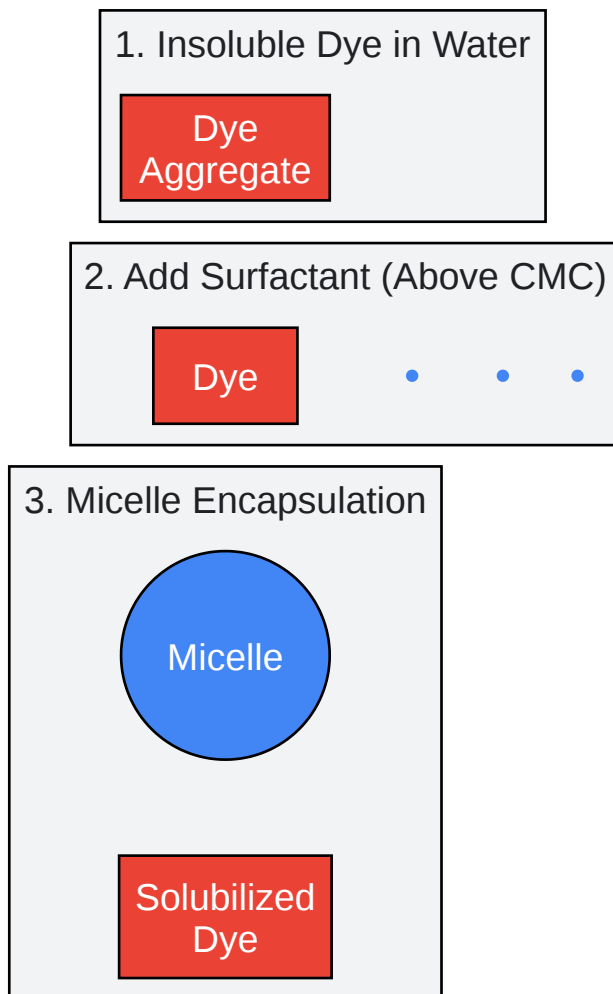 1. Insoluble Dye in Water
Dye
Aggregate
2. Add Surfactant (Above CMC)
Dye
3. Micelle Encapsulation
Micelle
Solubilized
Dye